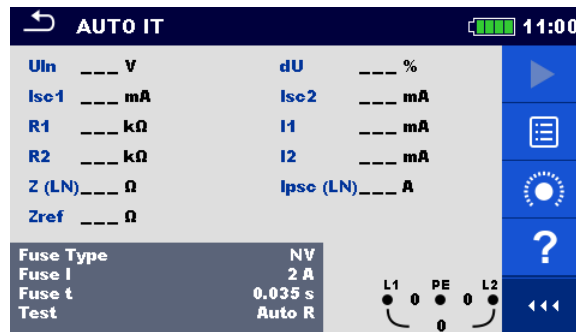 AUTO IT 11:00
Uln ___ V dU ___ %
Isc1 ___ mA Isc2 ___ mA
R1 ___ kΩ I1 ___ mA
R2 ___ kΩ I2 ___ mA
Z (LN)___ Ω Ipsc (LN)___ A
Zref ___ Ω
Fuse Type NV
Fuse I 2 A
Fuse t 0.035 s
Test Auto R
L1 PE L2
0 0
0
?